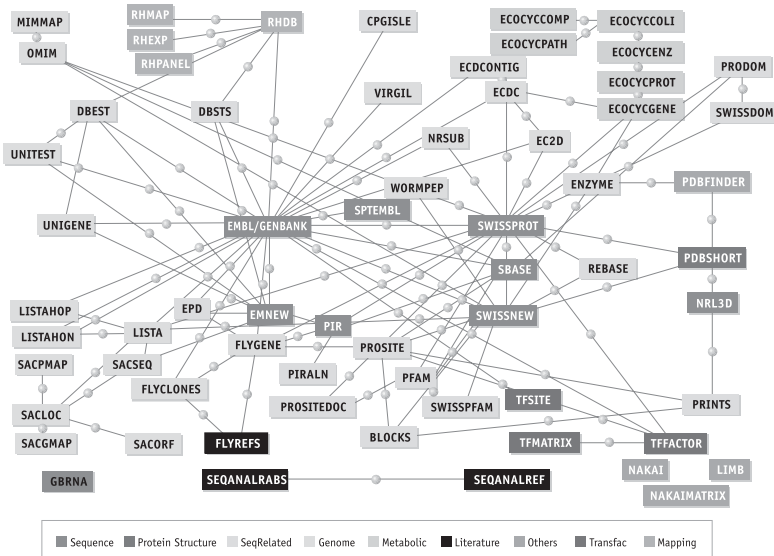 MIMMAP
OMIM
RHMAP
RHEXP
RHPANEL
RHDB
CPGISLE
ECOCYCCOMP
ECOCYCCOLI
ECOCYCPATH
ECOCYCENZ
ECDCONTIG
PRODOM
ECOCYCPROT
VIRGIL
ECDC
DBEST
DBSTS
ECOCYCGENE
SWISSDOM
NRSUB
EC2D
UNITEST
WORMPEP
ENZYME
PDBFINDER
SPTEMBL
UNIGENE
EMBL/GENBANK
SWISSPROT
PDBSHORT
SBASE
REBASE
NRL3D
LISTAHOP
EPD
EMNEW
SWISSNEW
LISTAHON
LISTA
PIR
FLYGENE
PROSITE
SACPMAP
SACSEQ
PIRALN
PFAM
FLYCLONES
TFSITE
PROSITEDOC
SWISSPFAM
PRINTS
SACLOC
SACGMAP
SACORF
FLYREFS
BLOCKS
TFMATRIX
TFFACTOR
NAKAI
LIMB
GBRNA
SEQANALRABS
SEQANALREF
NAKAIMATRIX
Sequence Protein Structure SeqRelated Genome Metabolic Literature Others Transfac Mapping